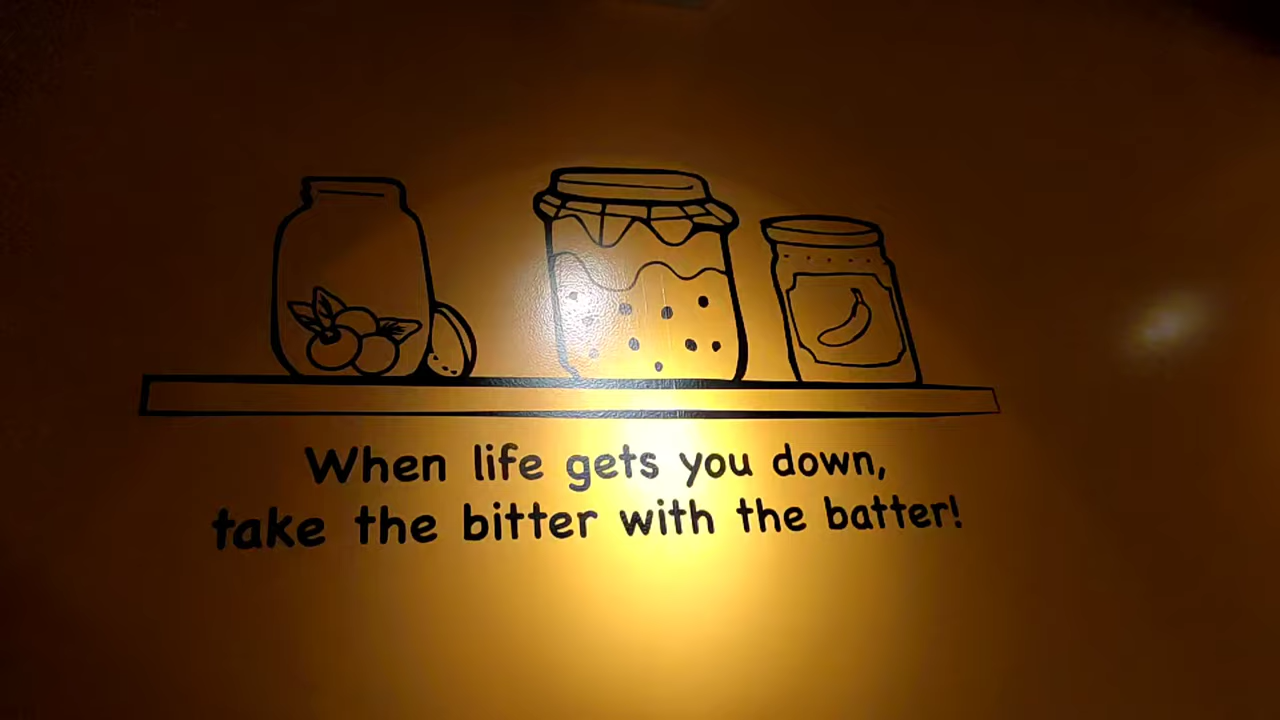 When life gets you down,
take the bitter with the batter!